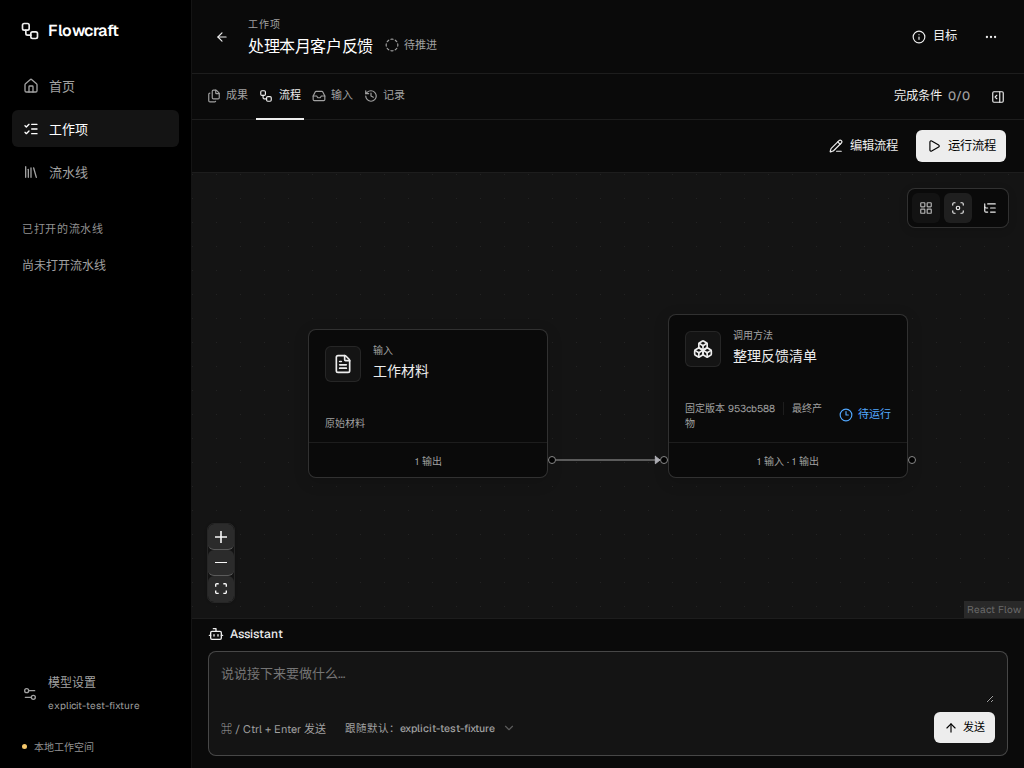 Flowcraft
首页
工作项
流水线
已打开的流水线
尚未打开流水线
模型设置
explicit-test-fixture
本地工作空间
工作项
处理本月客户反馈
待推进
目标
成果
流程
输入
记录
完成条件 0/0
编辑流程
运行流程
输入
工作材料
原始材料
1 输出
调用方法
整理反馈清单
固定版本 953cb588
最终产
物
待运行
1 输入 · 1 输出
React Flow
Assistant
说说接下来要做什么...
⌘ / Ctrl + Enter 发送
跟随默认：explicit-test-fixture
发送